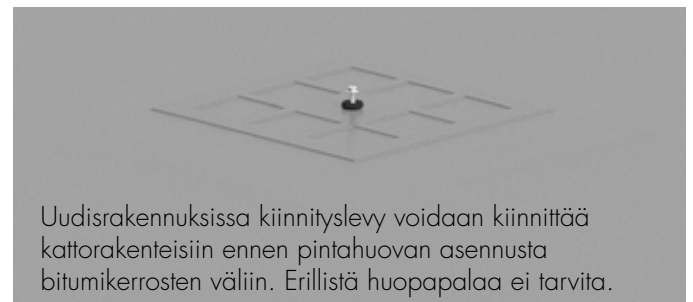 Uudisrakennuksissa kiinnityslevy voidaan kiinnittää
kattorakenteisiin ennen pintahuovan asennusta
bitumikerrosten väliin. Erillistä huopapalaa ei tarvita.